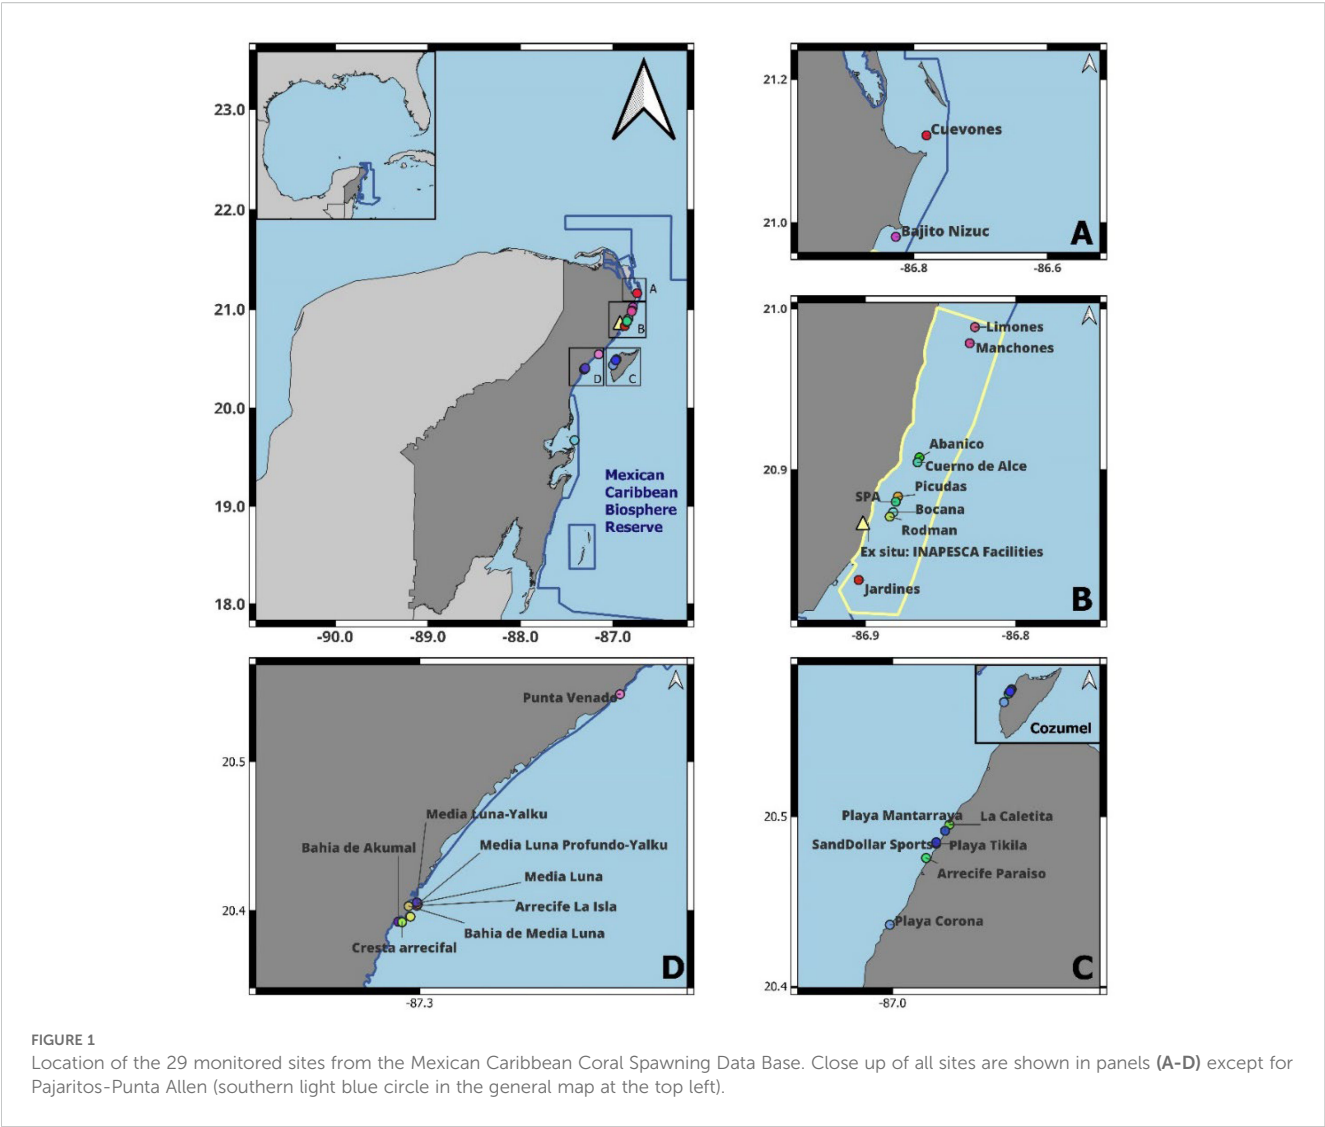 23.0
22.0
21.0
20.0
19.0
18.0
-90.0
-89.0
-88.0
-87.0
A
B
C
D
Mexican
Caribbean
Biosphere
Reserve
21.2
21.0
Cuevones
Bajito Nizuc
A
-86.8
-86.6
21.0
20.9
Limones
Manchones
Abanico
Cuerno de Alce
Picudas
SPA
Bocana
Rodman
Ex situ: INAPESCA Facilities
Jardines
B
-86.9
-86.8
20.5
20.4
Punta Venado
Media Luna-Yalku
Bahia de Akumal
Media Luna Profundo-Yalku
Media Luna
Arrecife La Isla
Bahia de Media Luna
Cresta arrecifal
D
-87.3
Cozumel
20.5
20.4
Playa Mantarraya
La Caletita
SandDollar Sports
Playa Tikila
Arrecife Paraiso
Playa Corona
C
-87.0
FIGURE 1
Location of the 29 monitored sites from the Mexican Caribbean Coral Spawning Data Base. Close up of all sites are shown in panels (A-D) except for
Pajaritos-Punta Allen (southern light blue circle in the general map at the top left).